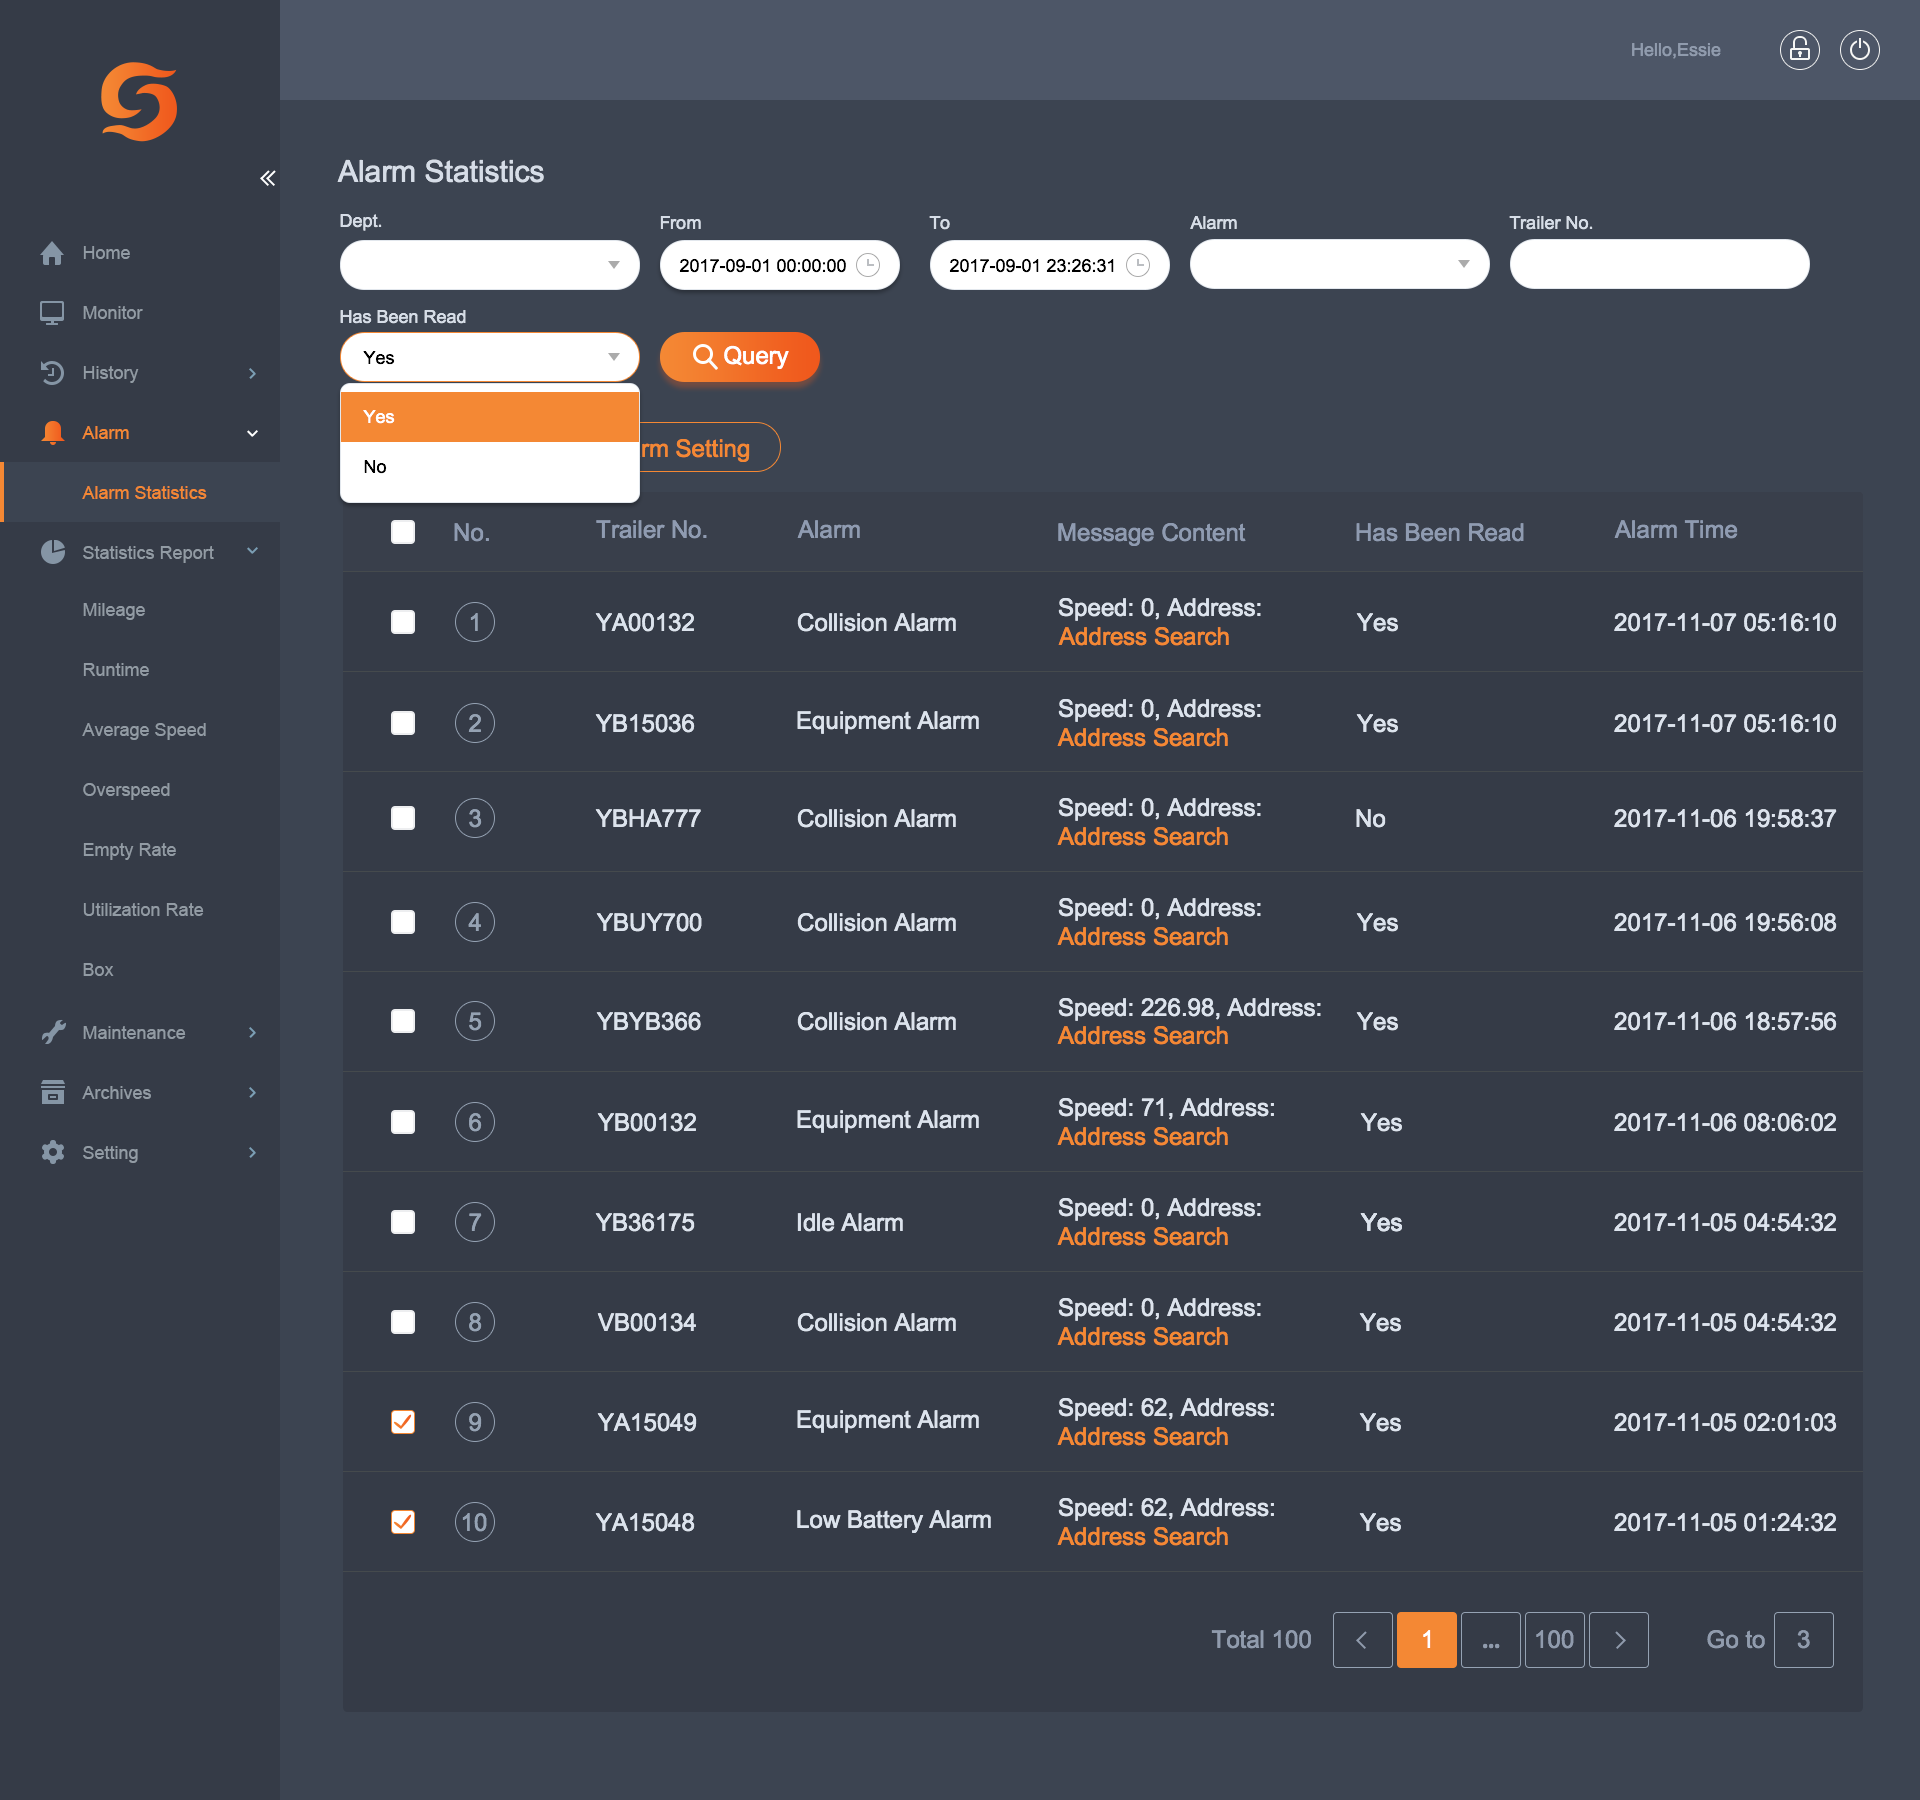 Hello,Essie
Home
Monitor
History
Alarm
Alarm Statistics
Statistics Report
Mileage
Runtime
Average Speed
Overspeed
Empty Rate
Utilization Rate
Box
Maintenance
Archives
Setting
Alarm Statistics
Dept. From To Alarm Trailer No.
2017-09-01 00:00:00 2017-09-01 23:26:31
Has Been Read
Yes Query
Yes
No
rm Setting
No. Trailer No. Alarm Message Content Has Been Read Alarm Time
1 YA00132 Collision Alarm Speed: 0, Address: Yes 2017-11-07 05:16:10
Address Search
2 YB15036 Equipment Alarm Speed: 0, Address: Yes 2017-11-07 05:16:10
Address Search
3 YBHA777 Collision Alarm Speed: 0, Address: No 2017-11-06 19:58:37
Address Search
4 YBUY700 Collision Alarm Speed: 0, Address: Yes 2017-11-06 19:56:08
Address Search
5 YBYB366 Collision Alarm Speed: 226.98, Address: Yes 2017-11-06 18:57:56
Address Search
6 YB00132 Equipment Alarm Speed: 71, Address: Yes 2017-11-06 08:06:02
Address Search
7 YB36175 Idle Alarm Speed: 0, Address: Yes 2017-11-05 04:54:32
Address Search
8 VB00134 Collision Alarm Speed: 0, Address: Yes 2017-11-05 04:54:32
Address Search
9 YA15049 Equipment Alarm Speed: 62, Address: Yes 2017-11-05 02:01:03
Address Search
10 YA15048 Low Battery Alarm Speed: 62, Address: Yes 2017-11-05 01:24:32
Address Search
Total 100 < 1 ... 100 > Go to 3